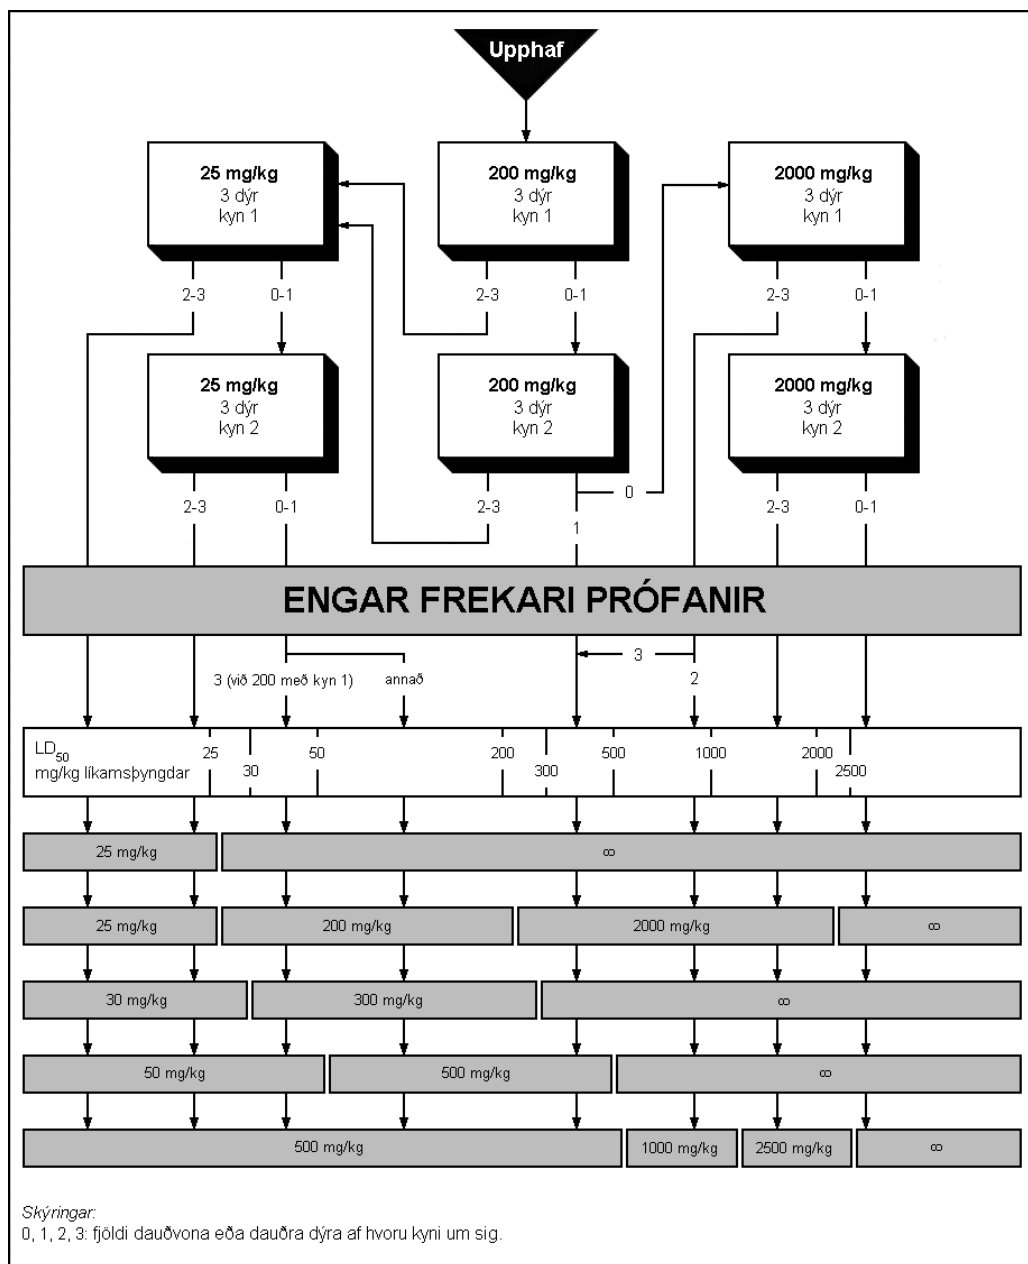 Upphaf
25 mg/kg
3 dýr
kyn 1
200 mg/kg
3 dýr
kyn 1
2000 mg/kg
3 dýr
kyn 1
2-3
0-1
2-3
0-1
2-3
0-1
25 mg/kg
3 dýr
kyn 2
200 mg/kg
3 dýr
kyn 2
2000 mg/kg
3 dýr
kyn 2
2-3
0-1
2-3
1
0
2-3
0-1
ENGAR FREKARI PRÓFANIR
3 (við 200 með kyn 1)
annað
3
2
LD50
mg/kg líkamsþyngdar
25
30
50
200
300
500
1000
2000
2500
25 mg/kg
∞
25 mg/kg
200 mg/kg
2000 mg/kg
∞
30 mg/kg
300 mg/kg
∞
50 mg/kg
500 mg/kg
∞
500 mg/kg
1000 mg/kg
2500 mg/kg
∞
Skýringar:
0, 1, 2, 3: fjöldi dauðvona eða dauðra dýra af hvoru kyni um sig.